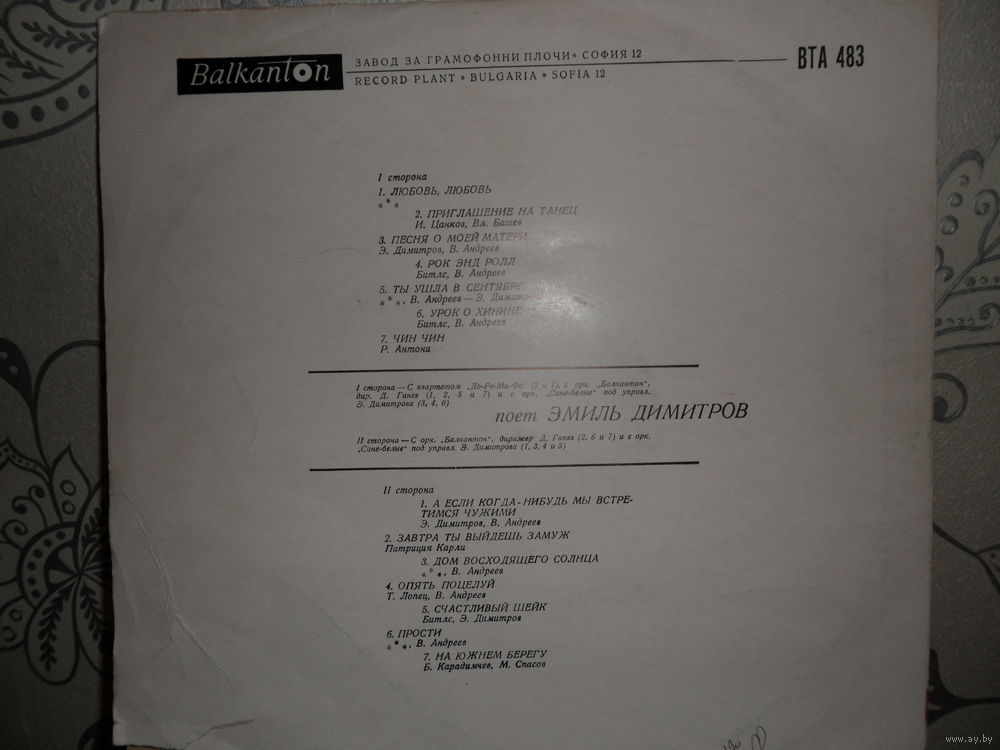 Balkanton
ЗАВОД ЗА ГРАМОФОННИ ПЛОЧИ * СОФИЯ 12
RECORD PLANT * BULGARIA * SOFIA 12
ВТА 483
I сторона
1. ЛЮБОВЬ, ЛЮБОВЬ
* * *
2. ПРИГЛАШЕНИЕ НА ТАНЕЦ
И. Цанков, Вл. Башев
3. ПЕСНЯ О МОЕЙ МАТЕРИ
Э. Димитров, В. Андреев
4. РОК ЭНД РОЛЛ
Битлс, В. Андреев
5. ТЫ УШЛА В СЕНТЯБРЕ
* * *, В. Андреев — Э. Димитров
6. УРОК О ХИНИНЕ
Битлс, В. Андреев
7. ЧИН ЧИН
Р. Антони
I сторона — С квартетом „До-Ре-Ми-Фа“ (2 и 7), с орк. „Балкантон“,
дир. Д. Ганев (1, 2, 5 и 7) и с орк. „Сине-белые“ под управл.
Э. Димитрова (3, 4, 6)
поет ЭМИЛЬ ДИМИТРОВ
II сторона — С орк. „Балкантон“, дирижер Д. Ганев (2, 6 и 7) и с орк.
„Сине-белые“ под управл. Э. Димитрова (1, 3, 4 и 5)
II сторона
1. А ЕСЛИ КОГДА-НИБУДЬ МЫ ВСТРЕ-
ТИМСЯ ЧУЖИМИ
Э. Димитров, В. Андреев
2. ЗАВТРА ТЫ ВЫЙДЕШЬ ЗАМУЖ
Патриция Карли
3. ДОМ ВОСХОДЯЩЕГО СОЛНЦА
* * *, В. Андреев
4. ОПЯТЬ ПОЦЕЛУЙ
Т. Лопец, В. Андреев
5. СЧАСТЛИВЫЙ ШЕЙК
Битлс, Э. Димитров
6. ПРОСТИ
* * *, В. Андреев
7. НА ЮЖНЕМ БЕРЕГУ
Б. Карадимчев, М. Спасов
www.ay.by